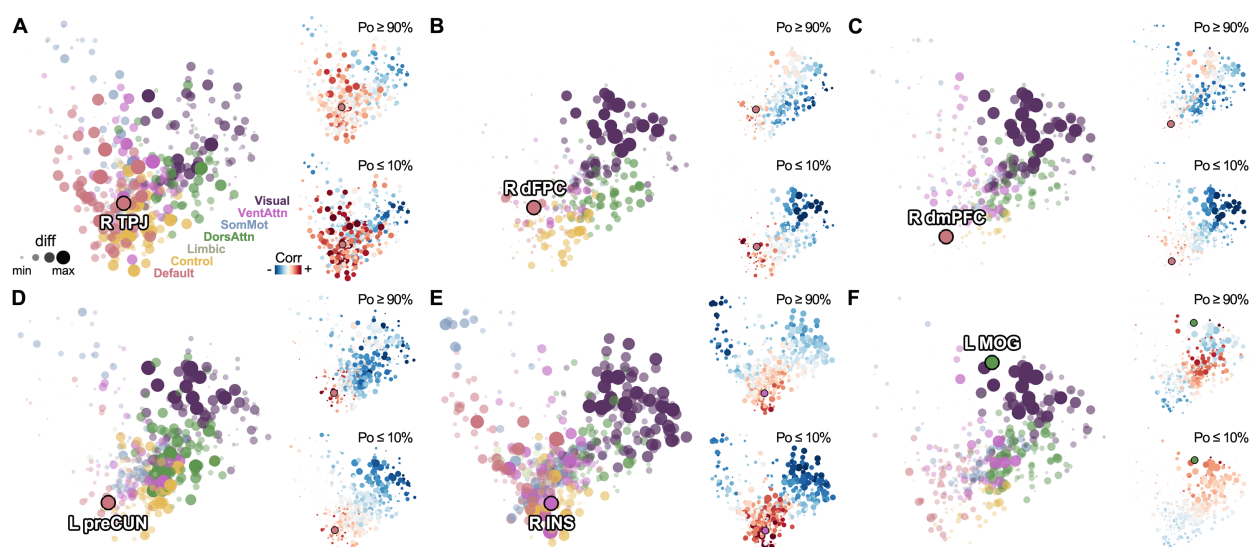 A
Po ≥ 90%
R TPJ
Visual
VentAttn
SomMot
DorsAttn
Limbic
Control
Default
diff
min max
Po ≤ 10%
Corr
- +
B
Po ≥ 90%
R dFPC
Po ≤ 10%
C
Po ≥ 90%
R dmPFC
Po ≤ 10%
D
Po ≥ 90%
L preCUN
Po ≤ 10%
E
Po ≥ 90%
R INS
Po ≤ 10%
F
Po ≥ 90%
L MOG
Po ≤ 10%